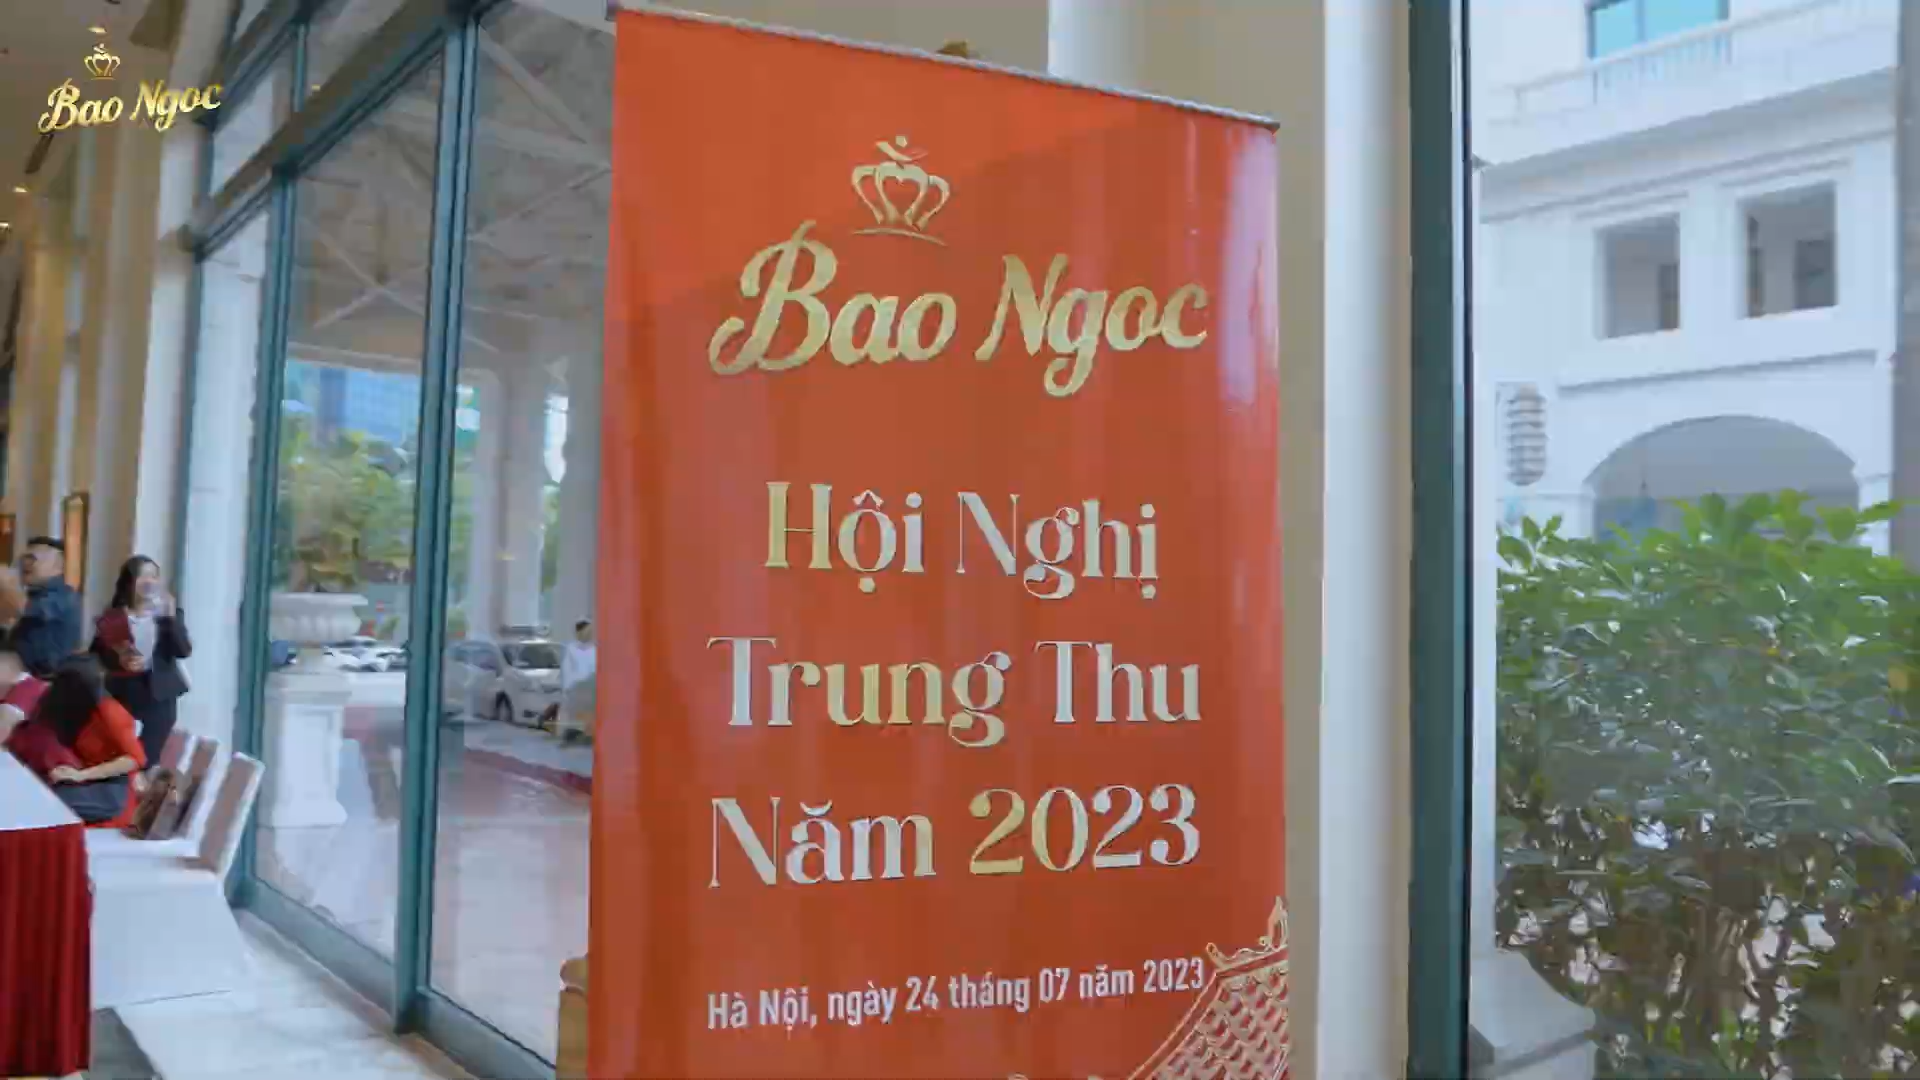 Bao Ngoc
Bao Ngoc
Hội Nghị
Trung Thu
Năm 2023
Hà Nội, ngày 24 tháng 07 năm 2023